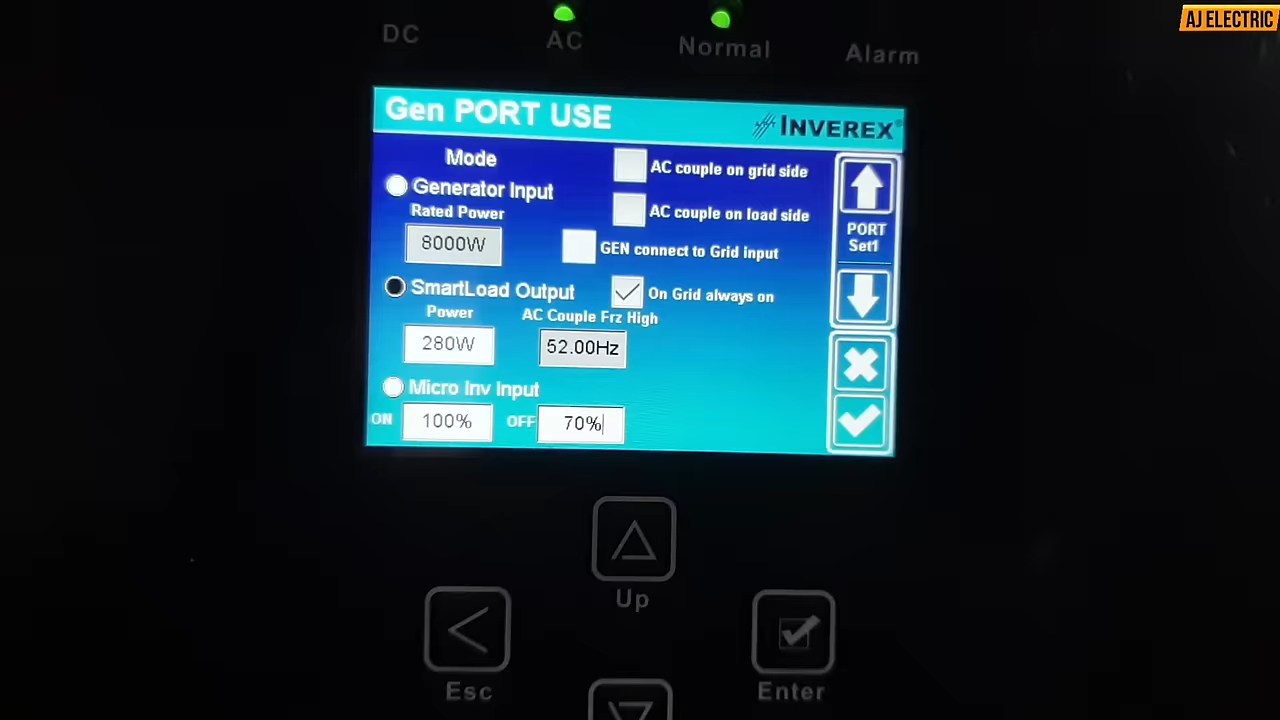 AJ ELECTRIC
DC
AC
Normal
Alarm
Gen PORT USE
INVEREX®
Mode
AC couple on grid side
Generator Input
Rated Power
AC couple on load side
8000W
GEN connect to Grid input
PORT
Set1
SmartLoad Output
On Grid always on
Power
AC Couple Frz High
280W
52.00Hz
Micro Inv Input
ON
100%
OFF
70%
Up
Esc
Enter